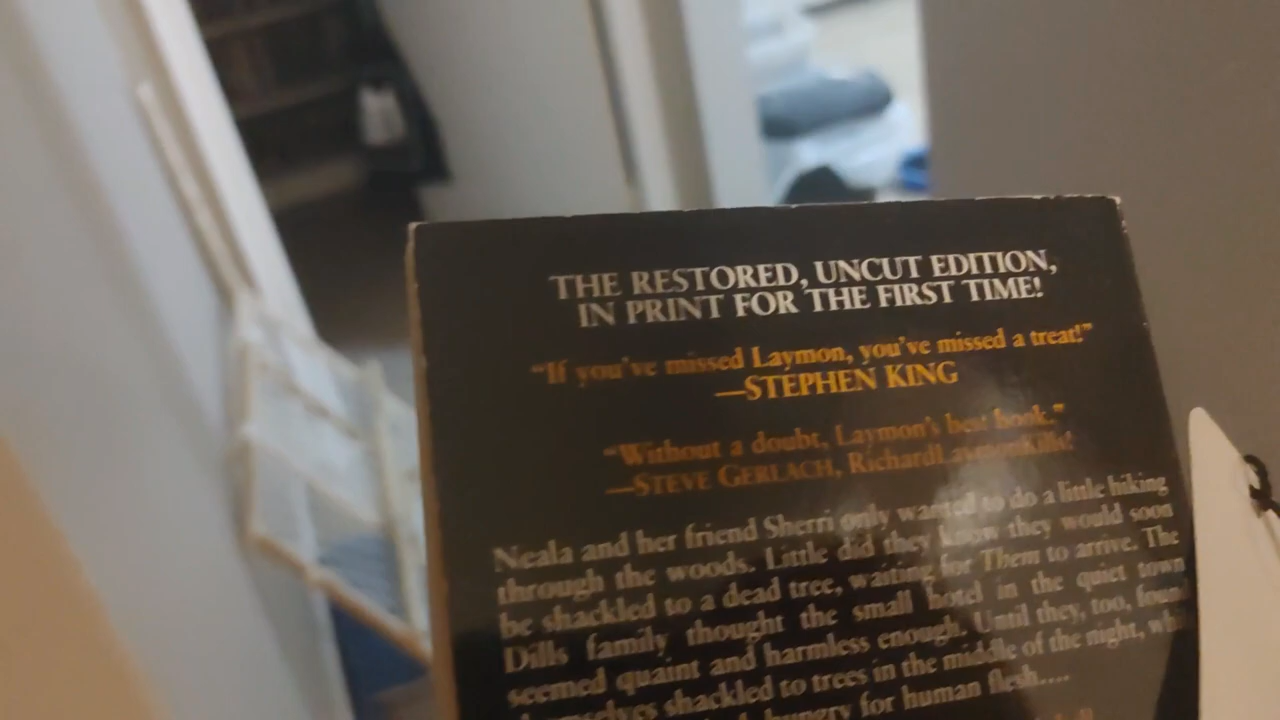 THE RESTORED, UNCUT EDITION,
IN PRINT FOR THE FIRST TIME!
"If you've missed Laymon, you've missed a treat!"
—STEPHEN KING
"Without a doubt, Laymon's best book."
—STEVE GERLACH, RichardLaymonKills!
Neala and her friend Sherri only wanted to do a little hiking
through the woods. Little did they know they would soon
be shackled to a dead tree, waiting for Them to arrive. The
Dills family thought the small hotel in the quiet town
seemed quaint and harmless enough. Until they, too, found
themselves shackled to trees in the middle of the night, 
hungry for human flesh....